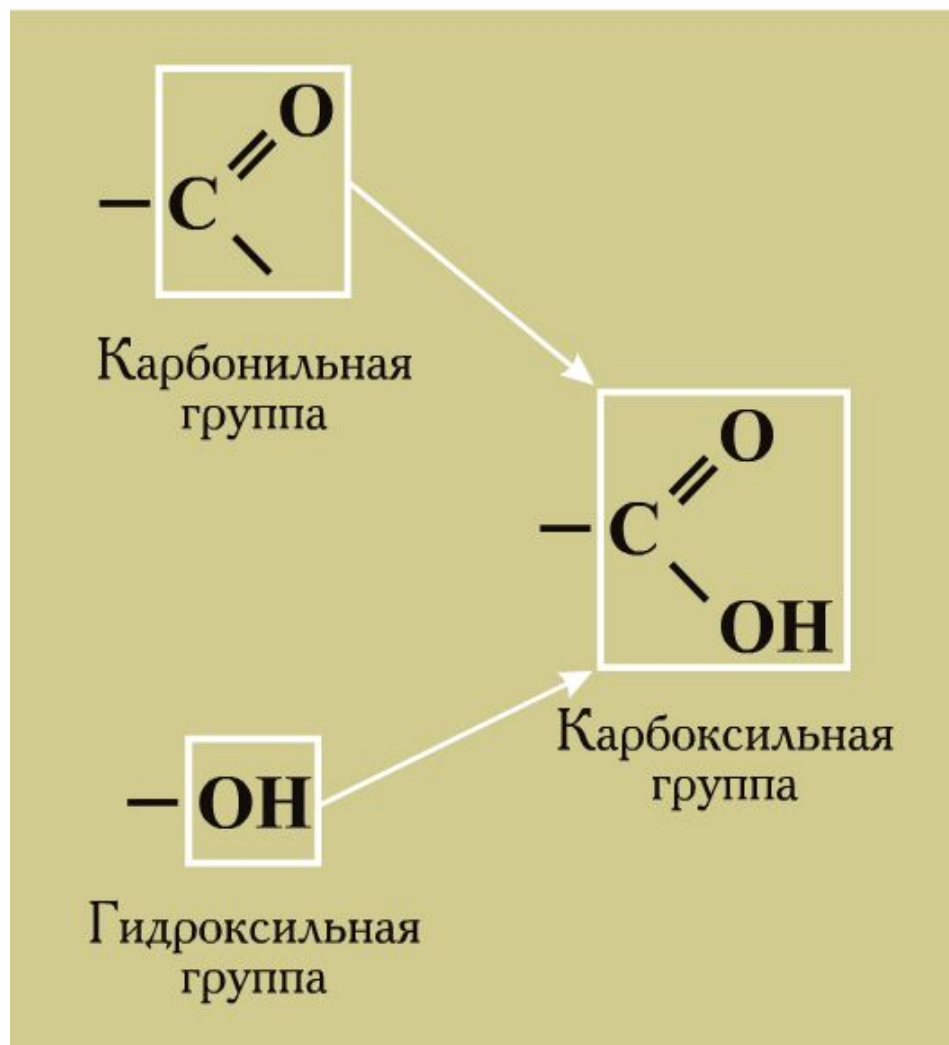 O
C
Карбонильная
группа
O
C
OH
Карбоксильная
группа
OH
Гидроксильная
группа